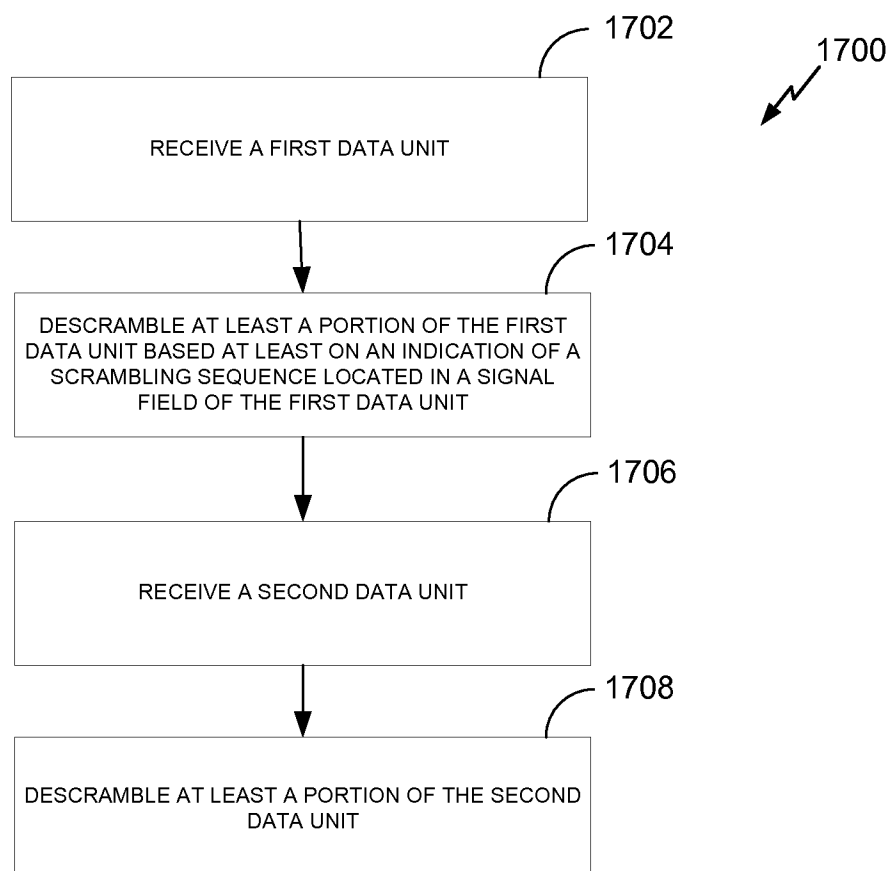 1702
1700
RECEIVE A FIRST DATA UNIT
1704
DESCRAMBLE AT LEAST A PORTION OF THE FIRST
DATA UNIT BASED AT LEAST ON AN INDICATION OF A
SCRAMBLING SEQUENCE LOCATED IN A SIGNAL
FIELD OF THE FIRST DATA UNIT
1706
RECEIVE A SECOND DATA UNIT
1708
DESCRAMBLE AT LEAST A PORTION OF THE SECOND
DATA UNIT